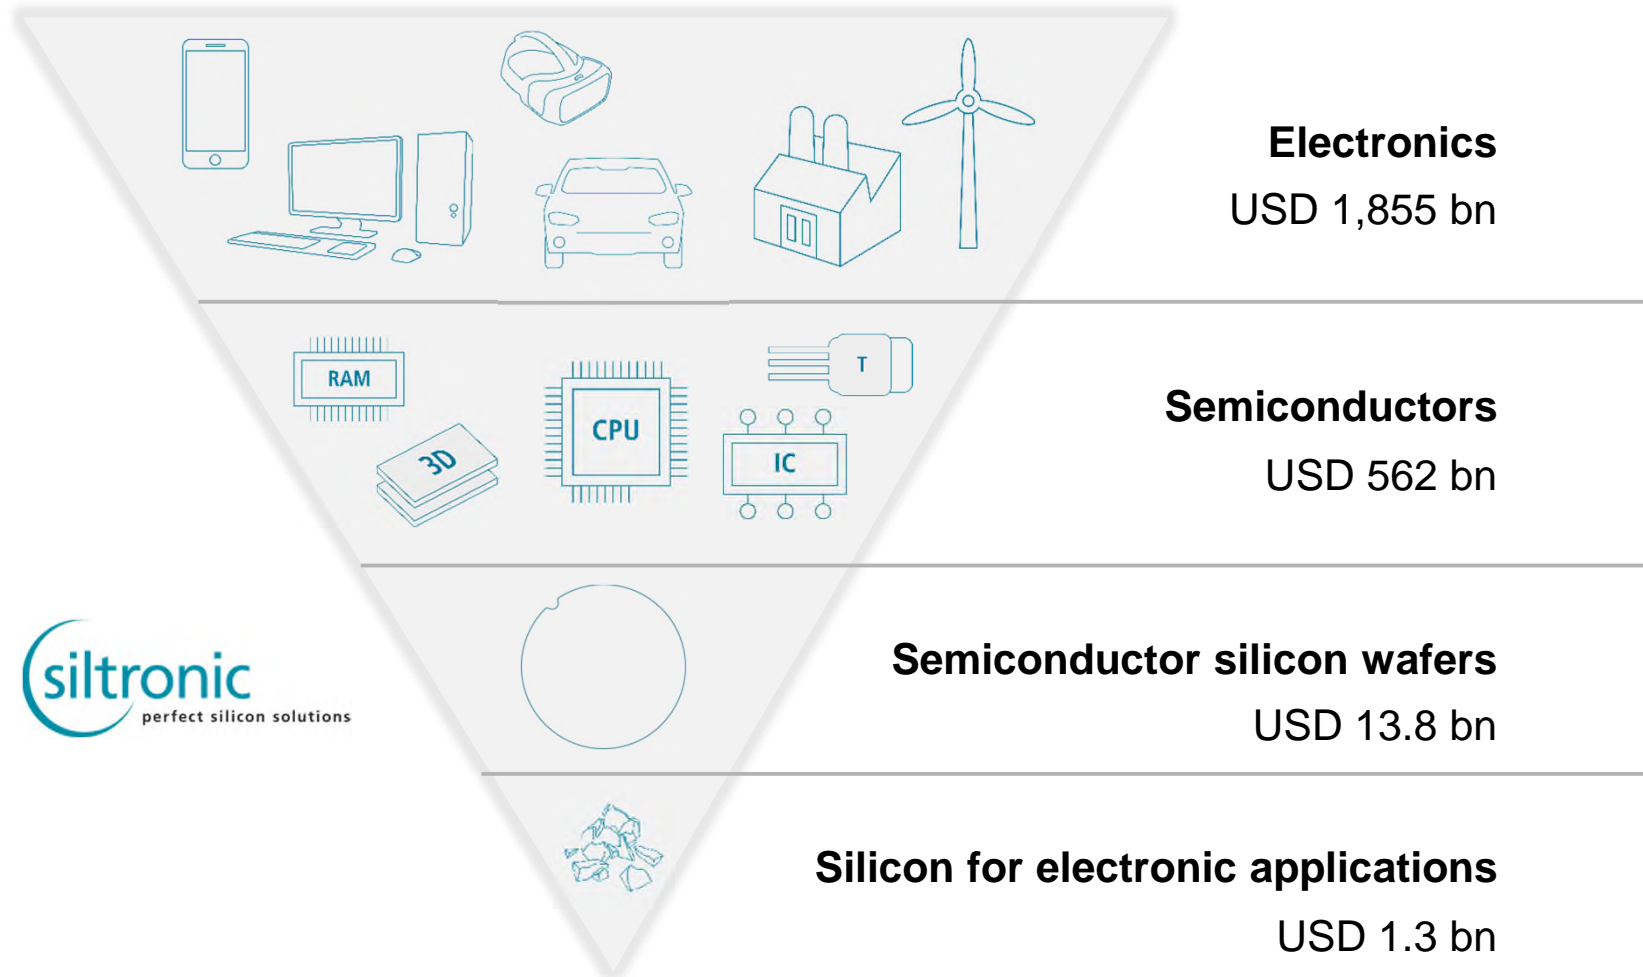 Electronics
USD 1,855 bn
RAM
T
CPU
3D
IC
Semiconductors
USD 562 bn
siltronic
perfect silicon solutions
Semiconductor silicon wafers
USD 13.8 bn
Silicon for electronic applications
USD 1.3 bn